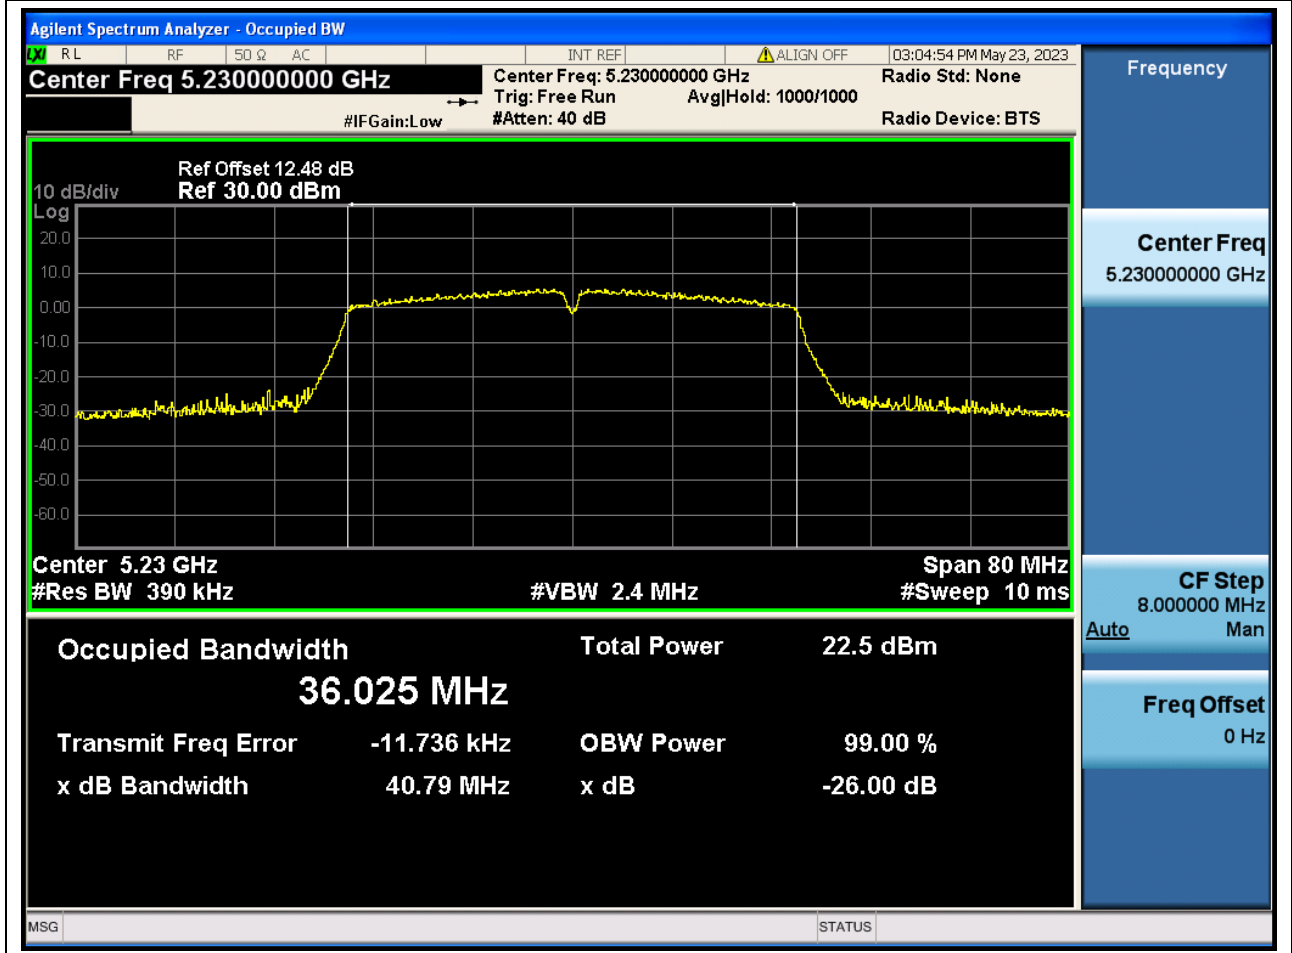 Agilent Spectrum Analyzer - Occupied BW
LXI RL RF 50 Ω AC INT REF ALIGN OFF 03:04:54 PM May 23, 2023
Center Freq 5.230000000 GHz
Center Freq: 5.230000000 GHz
Radio Std: None
Trig: Free Run Avg|Hold: 1000/1000
#IFGain:Low
#Atten: 40 dB
Radio Device: BTS
Ref Offset 12.48 dB
10 dB/div Ref 30.00 dBm
Log
20.0
10.0
0.00
-10.0
-20.0
-30.0
-40.0
-50.0
-60.0
Center 5.23 GHz Span 80 MHz
#Res BW 390 kHz #VBW 2.4 MHz #Sweep 10 ms
Occupied Bandwidth Total Power 22.5 dBm
36.025 MHz
Transmit Freq Error -11.736 kHz OBW Power 99.00 %
x dB Bandwidth 40.79 MHz x dB -26.00 dB
MSG STATUS
Frequency
Center Freq
5.230000000 GHz
CF Step
8.000000 MHz
Auto Man
Freq Offset
0 Hz